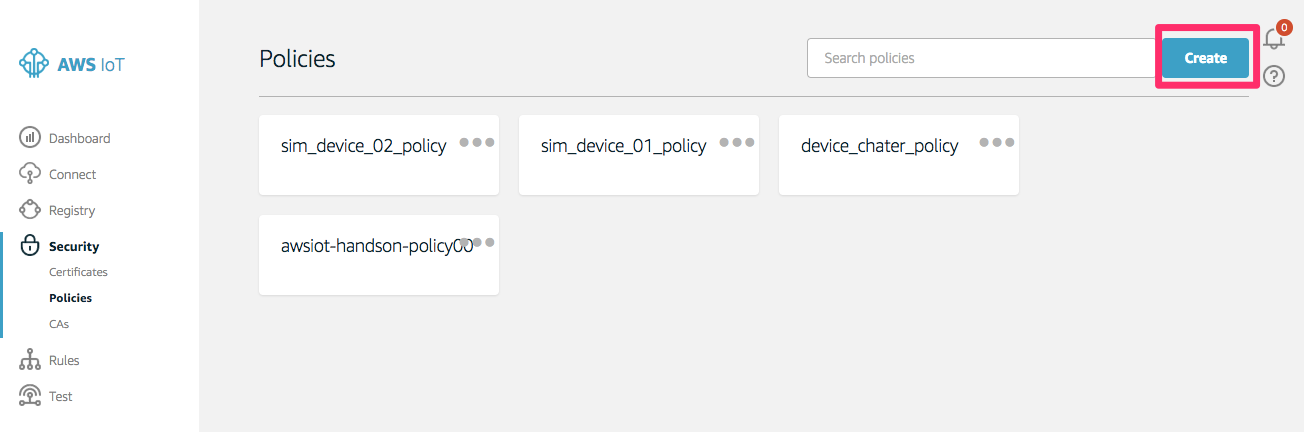 AWS IoT
Dashboard
Connect
Registry
Security
Certificates
Policies
CAs
Rules
Test
Policies
Search policies
Create
0
?
sim_device_02_policy
sim_device_01_policy
device_chater_policy
awsiot-handson-policy00